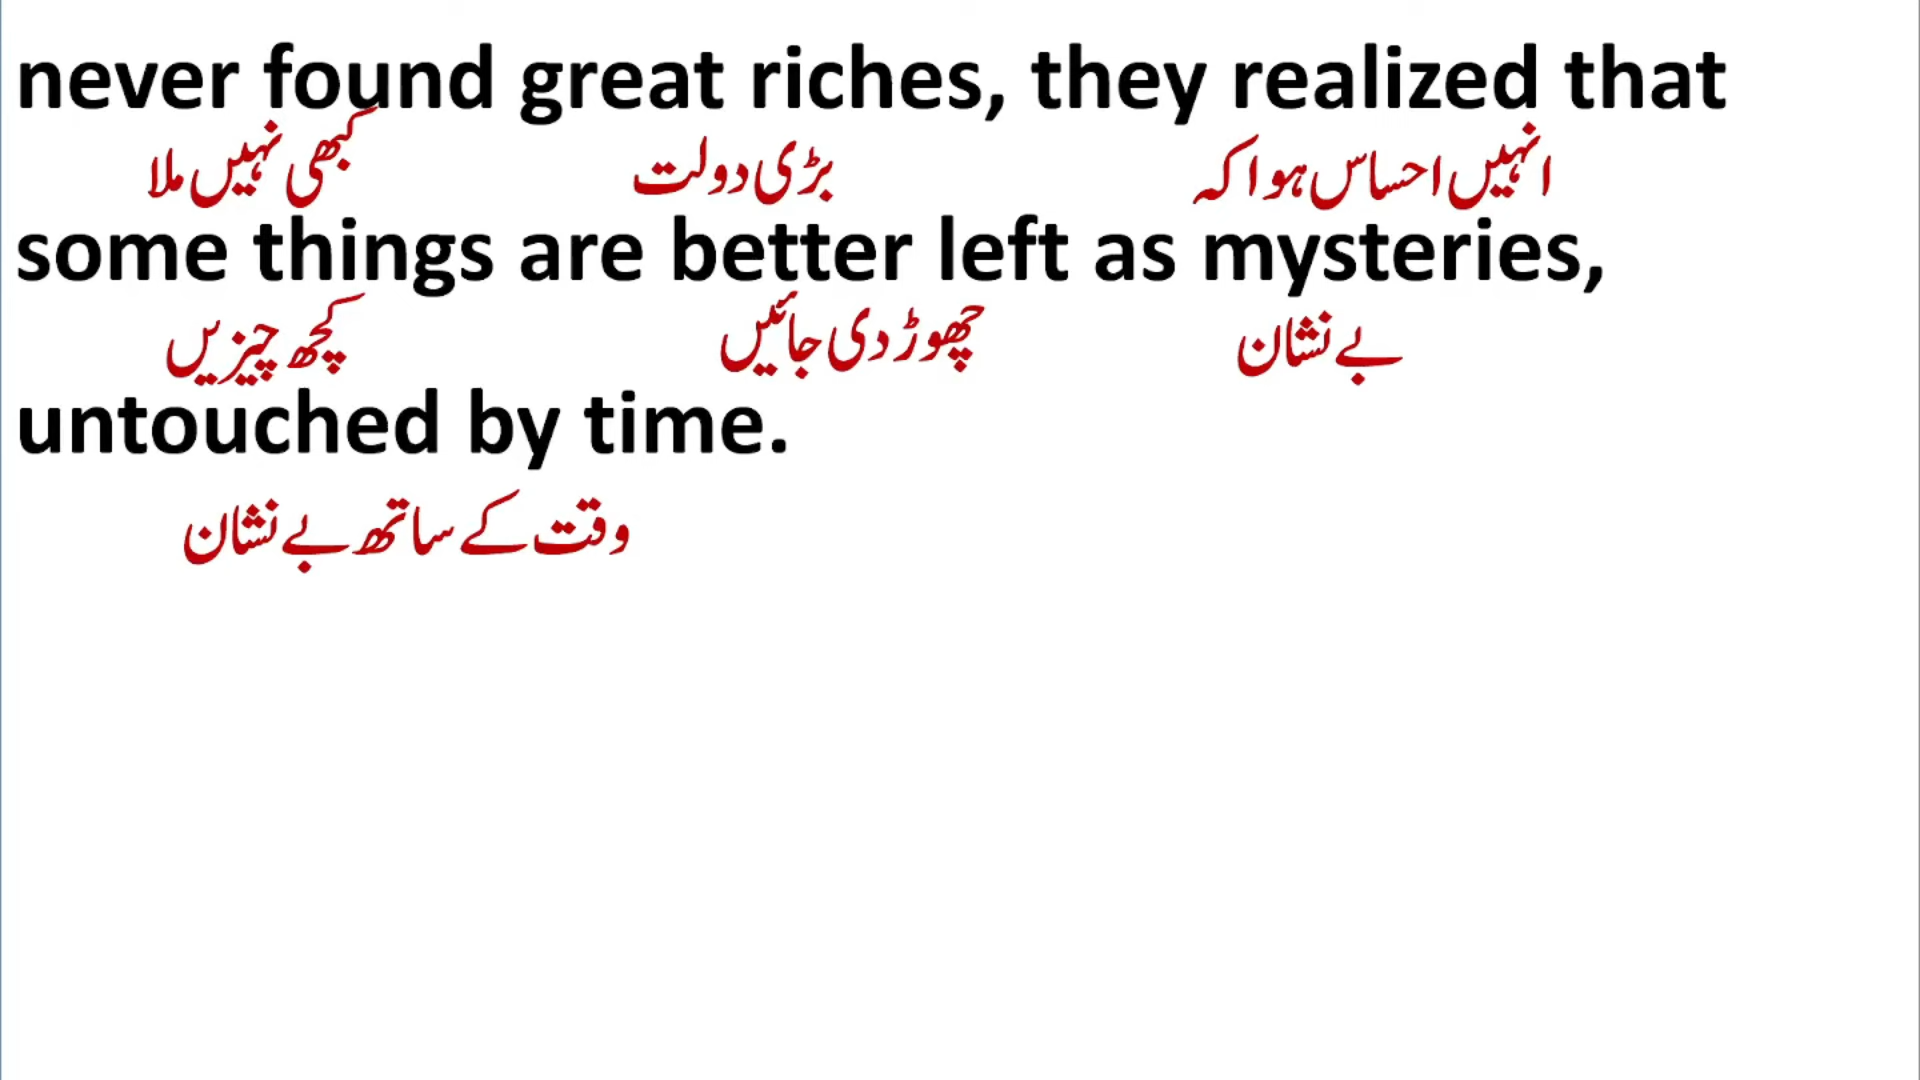 never found great riches, they realized that
کبھی نہیں ملا بڑی دولت انہیں احساس ہوا کہ
some things are better left as mysteries,
کچھ چیزیں چھوڑ دی جائیں بے نشان
untouched by time.
وقت کے ساتھ بے نشان